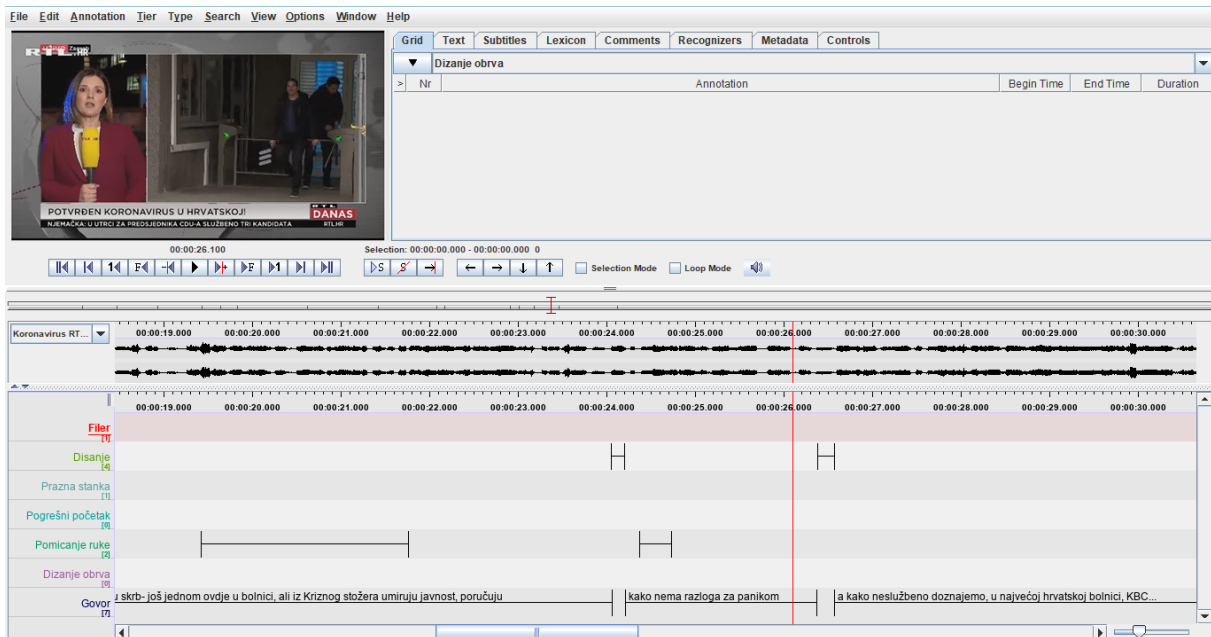 File Edit Annotation Tier Type Search View Options Window Help
Grid Text Subtitles Lexicon Comments Recognizers Metadata Controls
Dizanje obrva
> Nr Annotation Begin Time End Time Duration
RTL.HR
POTVRĐEN KORONAVIRUS U HRVATSKOJ!
RTL
DANAS
NJEMAČKA: U UTRCI ZA PREDSJEDNIKA CDU-A SLUŽBENO TRI KANDIDATA RTL.HR
00:00:26.100 Selection: 00:00:00.000 - 00:00:00.000 0
1 F F 1 S S Selection Mode Loop Mode
Koronavirus RT...
00:00:19.000 00:00:20.000 00:00:21.000 00:00:22.000 00:00:23.000 00:00:24.000 00:00:25.000 00:00:26.000 00:00:27.000 00:00:28.000 00:00:29.000 00:00:30.000
00:00:19.000 00:00:20.000 00:00:21.000 00:00:22.000 00:00:23.000 00:00:24.000 00:00:25.000 00:00:26.000 00:00:27.000 00:00:28.000 00:00:29.000 00:00:30.000
Filer
[1]
Disanje
[4]
Prazna stanka
[1]
Pogrešni početak
[0]
Pomicanje ruke
[2]
Dizanje obrva
[0]
Govor u skrb- još jednom ovdje u bolnici, ali iz Kriznog stožera umiruju javnost, poručuju kako nema razloga za panikom a kako neslužbeno doznajemo, u najvećoj hrvatskoj bolnici, KBC...
[7]